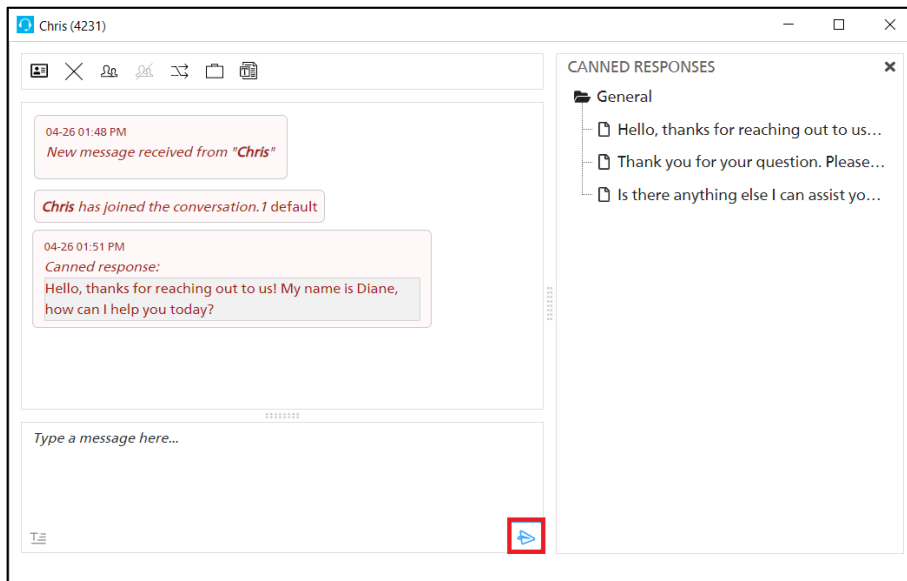 Chris (4231)
CANNED RESPONSES
General
Hello, thanks for reaching out to us...
Thank you for your question. Please...
Is there anything else I can assist yo...
04-26 01:48 PM
New message received from "Chris"
Chris has joined the conversation.1 default
04-26 01:51 PM
Canned response:
Hello, thanks for reaching out to us! My name is Diane,
how can I help you today?
Type a message here...